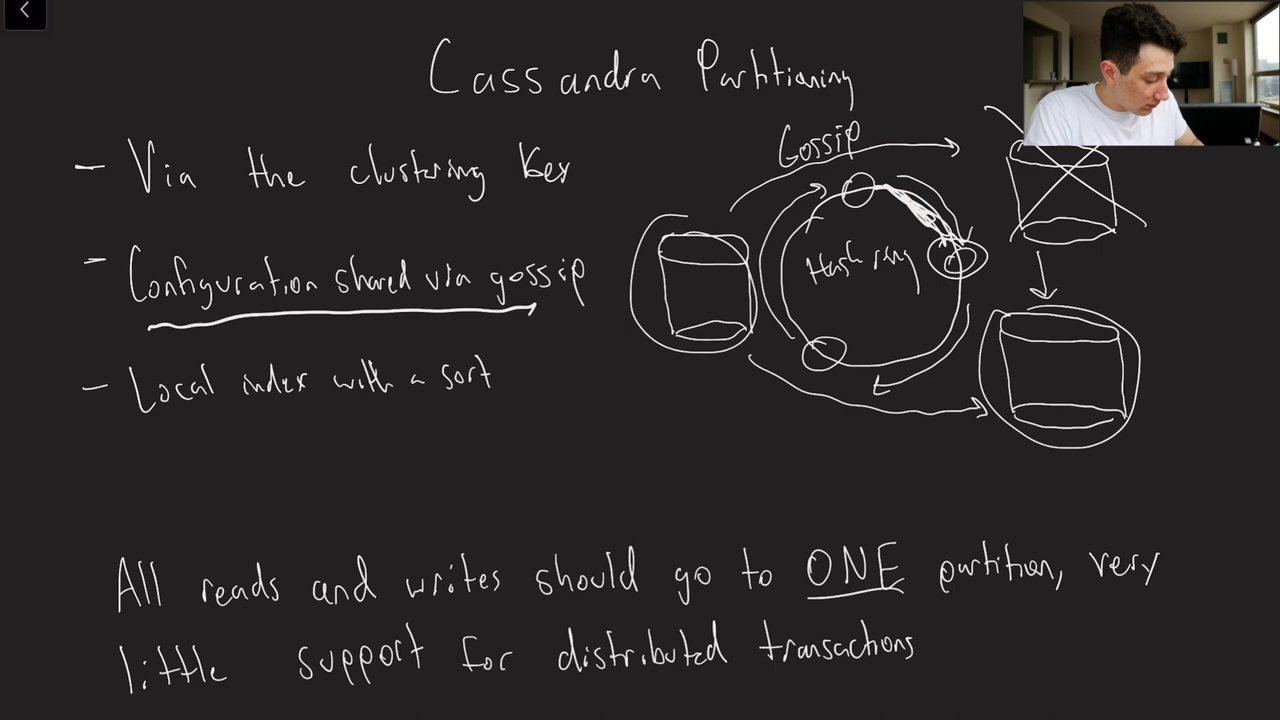 Cassandra Partitioning
- Via the clustering key
- Configuration shared via gossip
- Local index with a sort
Gossip
Hash ring
All reads and writes should go to ONE partition, very
little support for distributed transactions